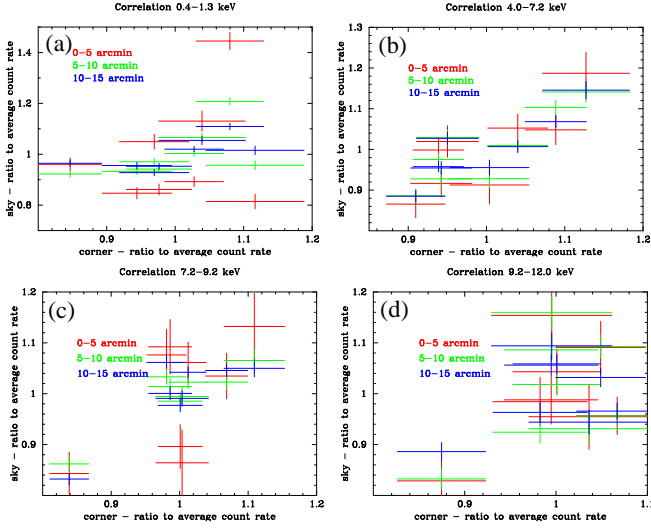 Correlation 0.4−1.3 keV
(a)
0−5 arcmin
5−10 arcmin
10−15 arcmin
sky − ratio to average count rate
1.4
1.2
1
0.8
0.9 1 1.1 1.2
corner − ratio to average count rate
Correlation 4.0−7.2 keV
(b)
0−5 arcmin
5−10 arcmin
10−15 arcmin
sky − ratio to average count rate
1.2
1.1
1
0.9
0.9 1 1.1 1.2
corner − ratio to average count rate
Correlation 7.2−9.2 keV
(c)
0−5 arcmin
5−10 arcmin
10−15 arcmin
sky − ratio to average count rate
1.2
1.1
1
0.9
0.9 1 1.1 1.2
corner − ratio to average count rate
Correlation 9.2−12.0 keV
(d)
0−5 arcmin
5−10 arcmin
10−15 arcmin
sky − ratio to average count rate
1.2
1.1
1
0.9
0.8 0.9 1 1.1
corner − ratio to average count rate